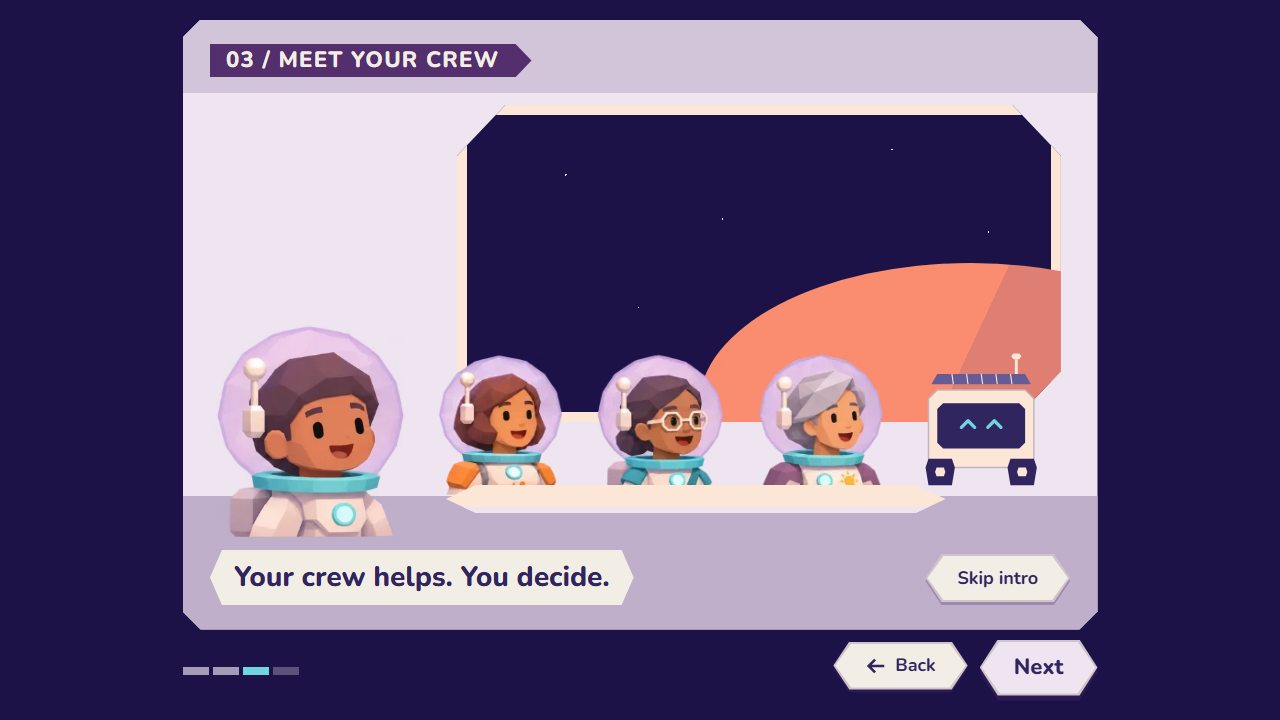 03 / MEET YOUR CREW
Your crew helps. You decide.
Skip intro
Back
Next